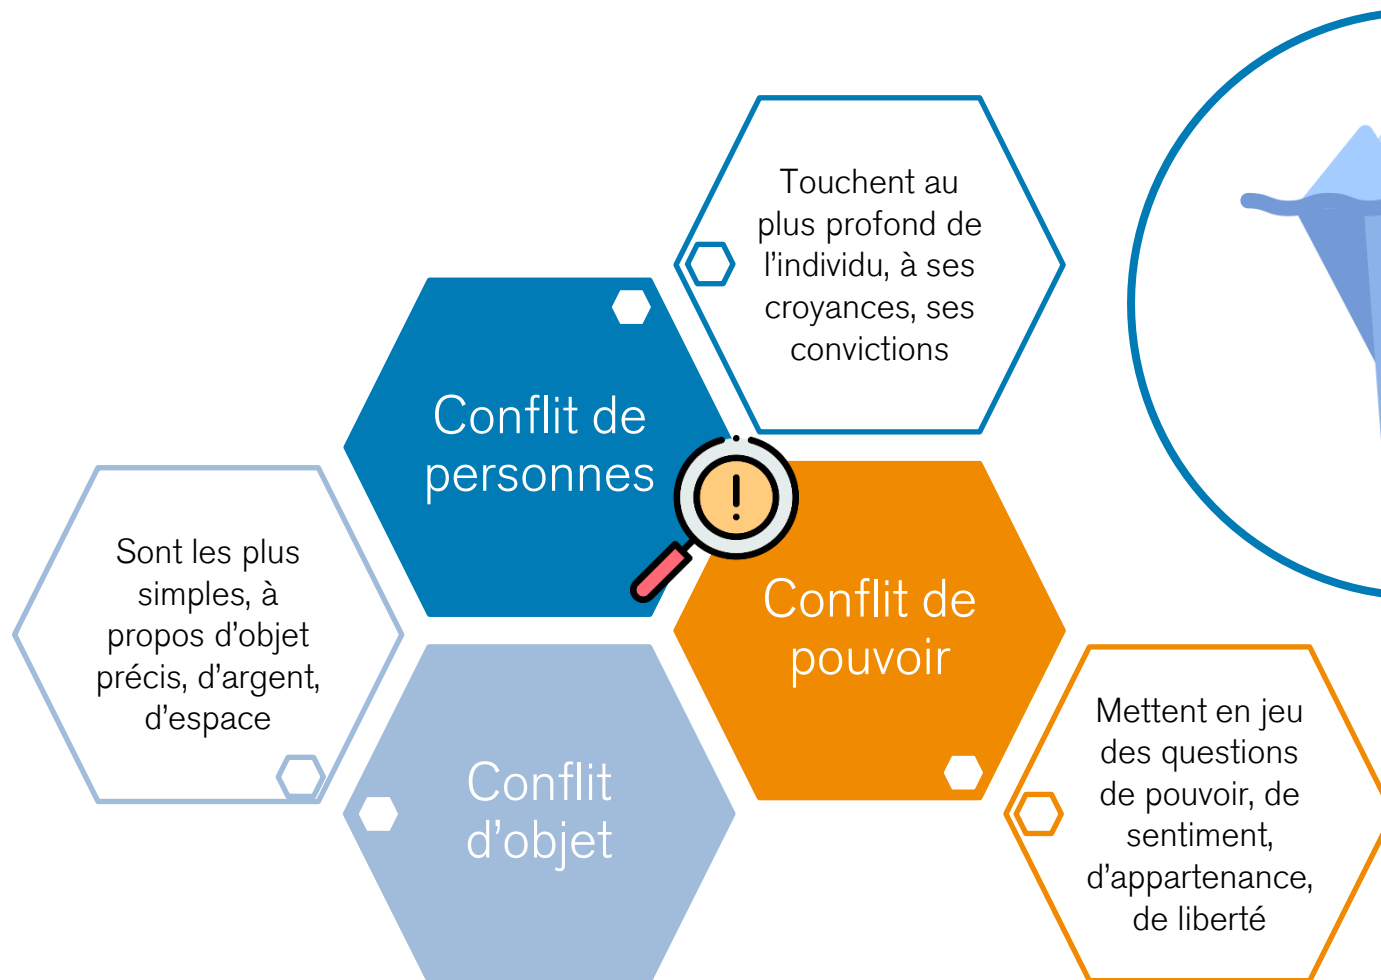 Touchent au
plus profond de
l'individu, à ses
croyances, ses
convictions
Conflit de
personnes
Sont les plus
simples, à
propos d'objet
précis, d'argent,
d'espace
Conflit de
pouvoir
Conflit
d'objet
Mettent en jeu
des questions
de pouvoir, de
sentiment,
d'appartenance,
de liberté